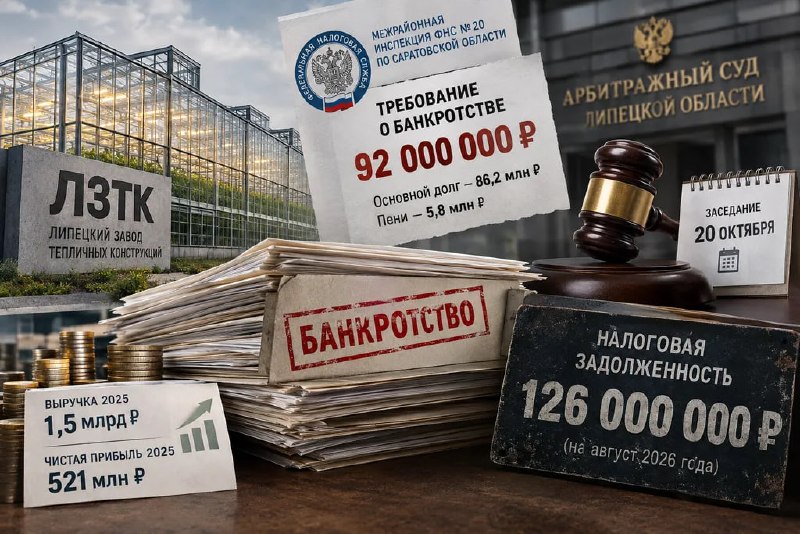 ЛЗТК
ЛИПЕЦКИЙ ЗАВОД
ТЕПЛИЧНЫХ КОНСТРУКЦИЙ
ФЕДЕРАЛЬНАЯ НАЛОГОВАЯ СЛУЖБА
МЕЖРАЙОННАЯ
ИНСПЕКЦИЯ ФНС № 20
ПО САРАТОВСКОЙ ОБЛАСТИ
ТРЕБОВАНИЕ
О БАНКРОТСТВЕ
92 000 000 ₽
Основной долг – 86,2 млн ₽
Пени – 5,8 млн ₽
АРБИТРАЖНЫЙ СУД
ЛИПЕЦКОЙ ОБЛАСТИ
ЗАСЕДАНИЕ
20 ОКТЯБРЯ
БАНКРОТСТВО
ВЫРУЧКА 2025
1,5 млрд ₽
ЧИСТАЯ ПРИБЫЛЬ 2025
521 млн ₽
НАЛОГОВАЯ
ЗАДОЛЖЕННОСТЬ
126 000 000 ₽
(на август 2026 года)